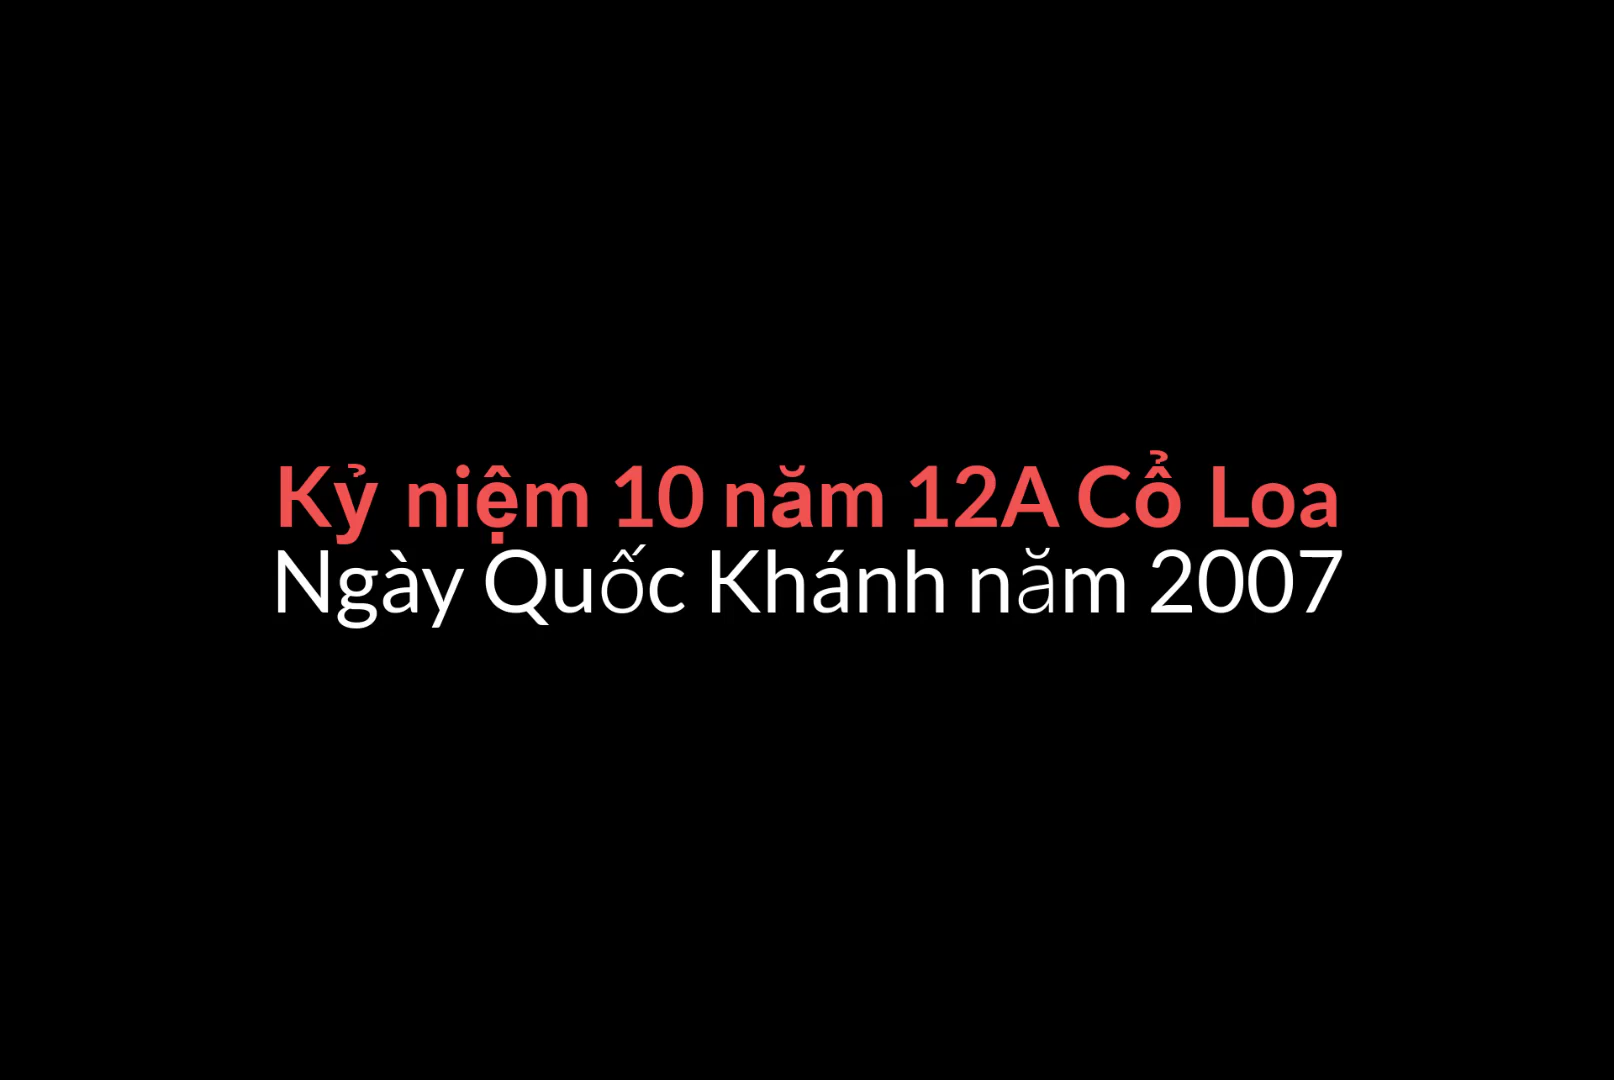 Kỷ niệm 10 năm 12A Cổ Loa
Ngày Quốc Khánh năm 2007